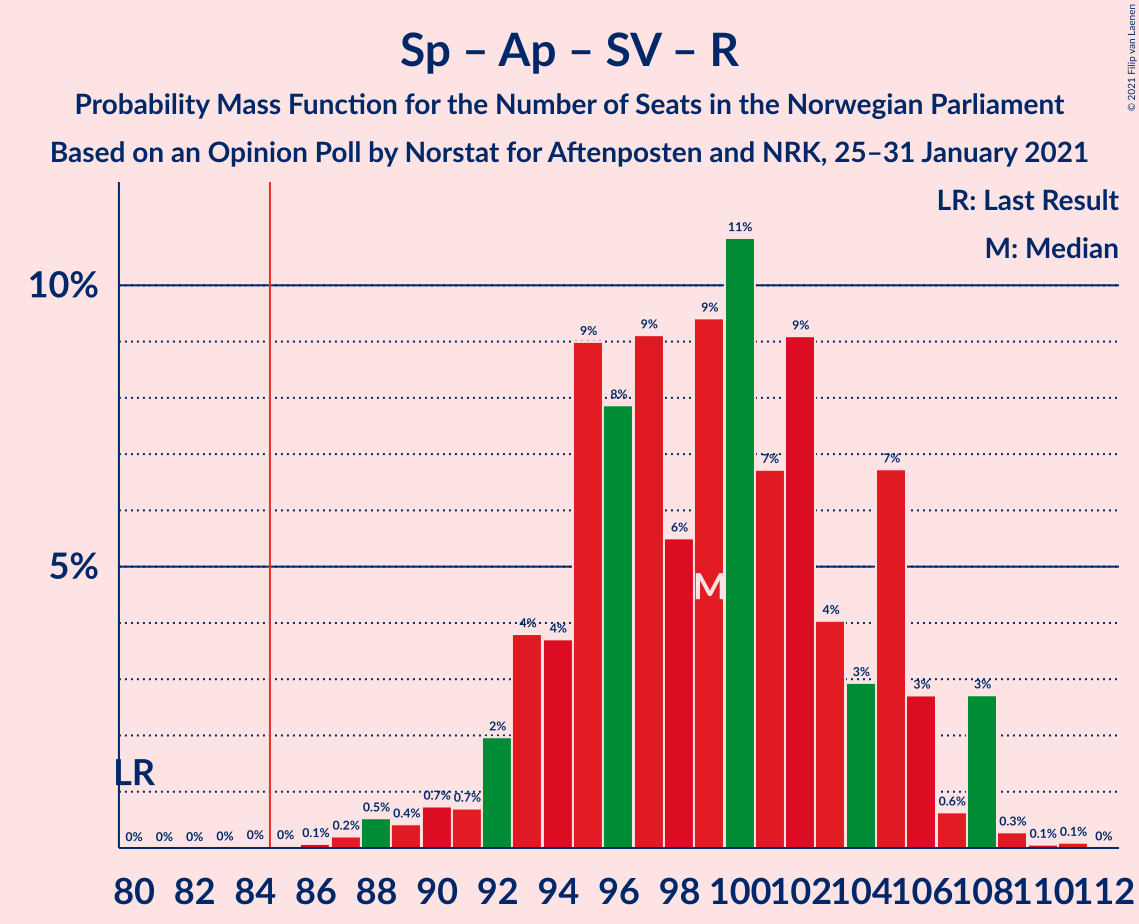 Sp – Ap – SV – R
Probability Mass Function for the Number of Seats in the Norwegian Parliament
Based on an Opinion Poll by Norstat for Aftenposten and NRK, 25–31 January 2021
© 2021 Filip van Laenen
LR: Last Result
M: Median
10%
5%
LR
M
0% 0% 0% 0% 0% 0% 0.1% 0.2% 0.5% 0.4% 0.7% 0.7% 2% 4% 4% 9% 8% 9% 6% 9% 11% 7% 9% 4% 3% 7% 3% 0.6% 3% 0.3% 0.1% 0.1% 0%
80 82 84 86 88 90 92 94 96 98 100 102 104 106 108 110 112